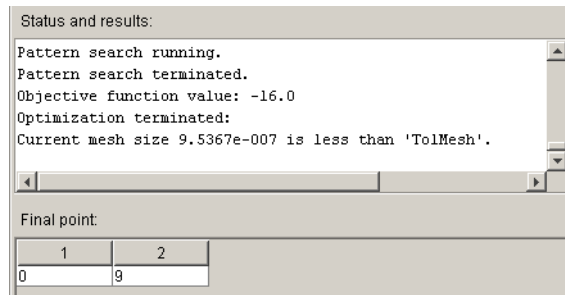 Status and results:
Pattern search running.
Pattern search terminated.
Objective function value: -16.0
Optimization terminated:
Current mesh size 9.5367e-007 is less than 'TolMesh'.
Final point:
1 2
0 9